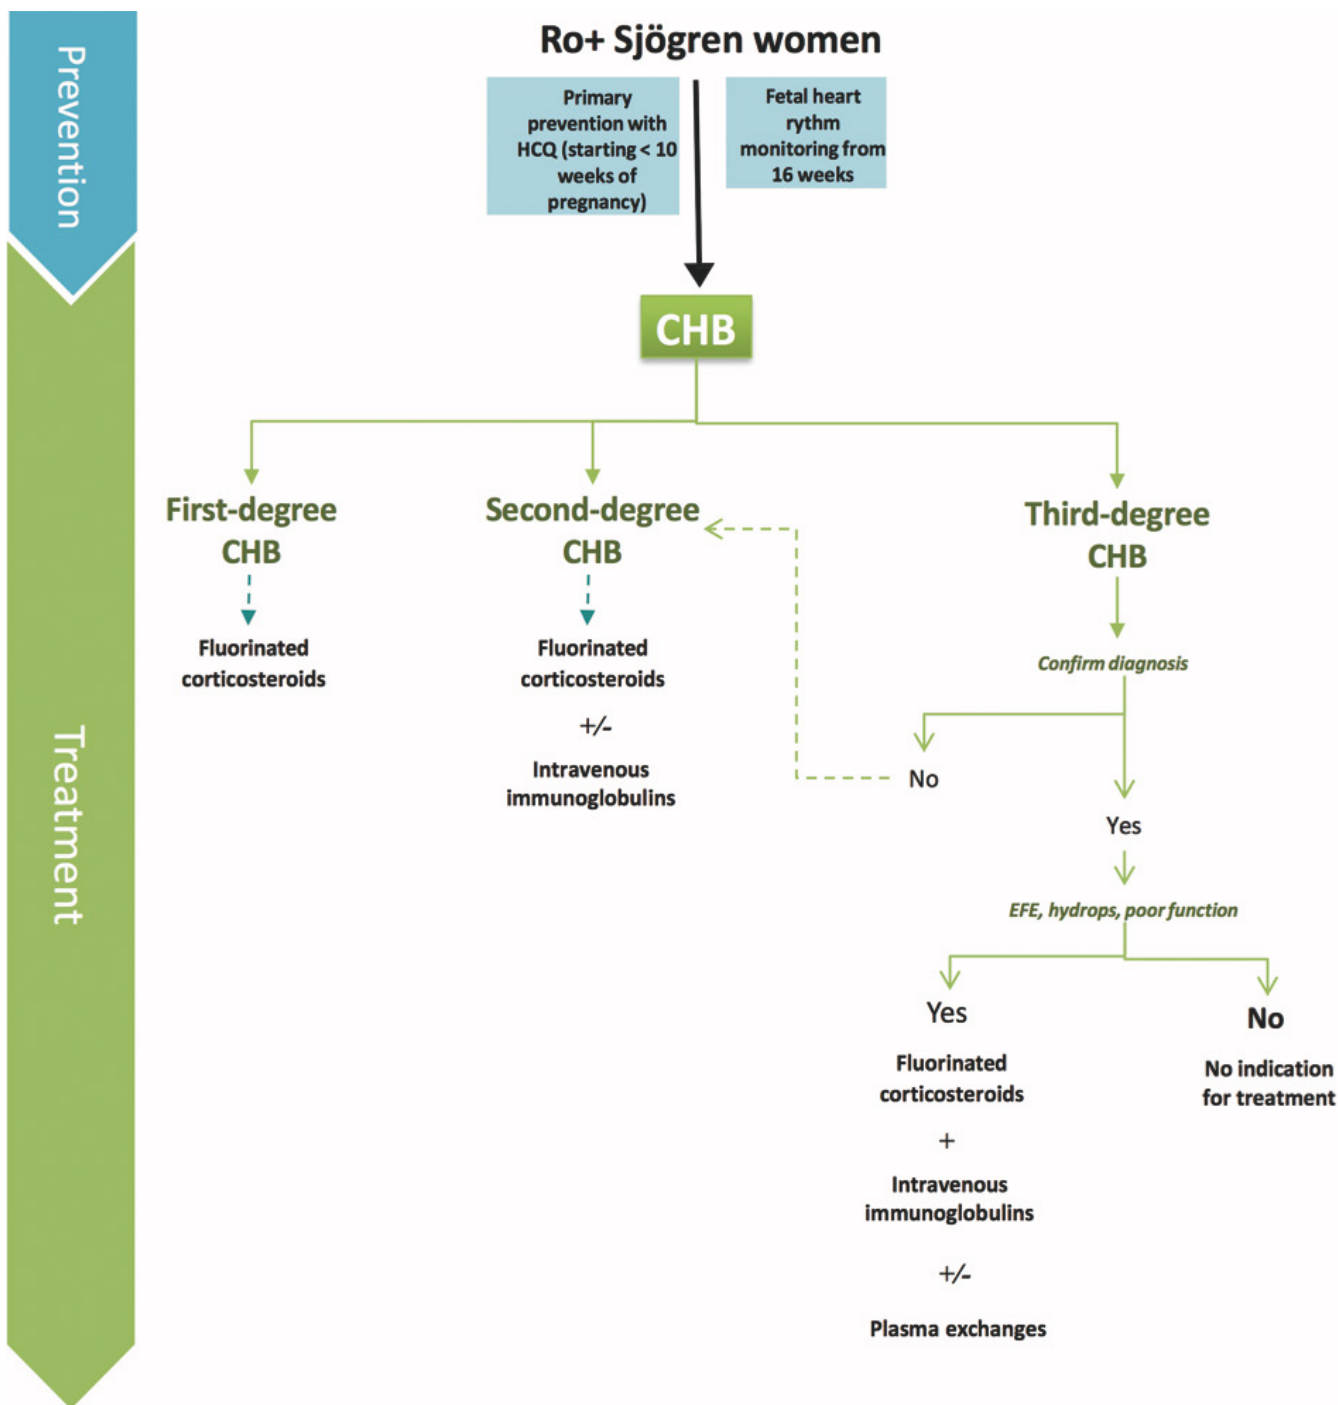 Prevention
Treatment
Ro+ Sjögren women
Primary
prevention with
HCQ (starting < 10
weeks of
pregnancy)
Fetal heart
rythm
monitoring from
16 weeks
CHB
First-degree
CHB
Fluorinated
corticosteroids
Second-degree
CHB
Fluorinated
corticosteroids
+/-
Intravenous
immunoglobulins
Third-degree
CHB
Confirm diagnosis
No
Yes
EFE, hydrops, poor function
Yes
Fluorinated
corticosteroids
+
Intravenous
immunoglobulins
+/-
Plasma exchanges
No
No indication
for treatment